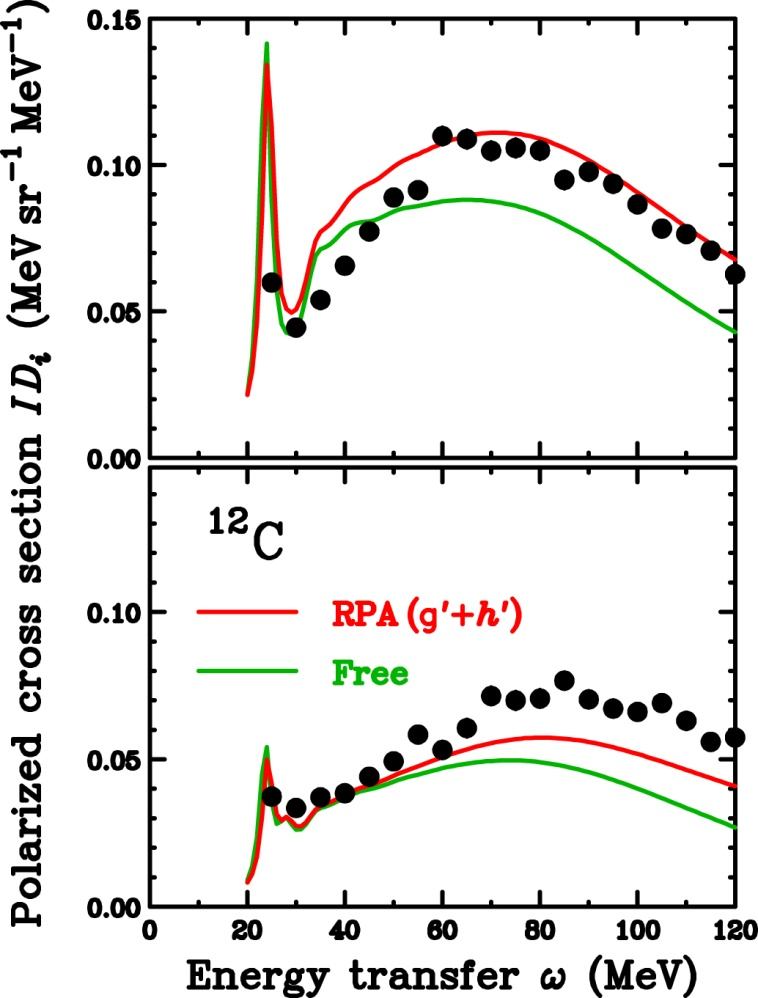 Polarized cross section IDᵢ (MeV sr⁻¹ MeV⁻¹)
0.15
0.10
0.05
0.00
¹²C
0.10
RPA (g′+h′)
Free
0.05
0.00
0 20 40 60 80 100 120
Energy transfer ω (MeV)